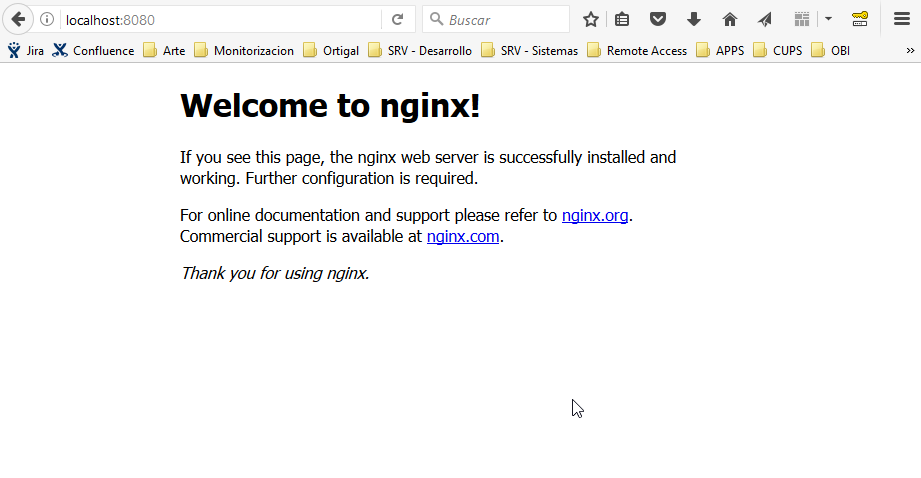 localhost:8080
Buscar
Jira Confluence Arte Monitorizacion Ortigal SRV - Desarrollo SRV - Sistemas Remote Access APPS CUPS OBI »
Welcome to nginx!
If you see this page, the nginx web server is successfully installed and
working. Further configuration is required.
For online documentation and support please refer to nginx.org.
Commercial support is available at nginx.com.
Thank you for using nginx.